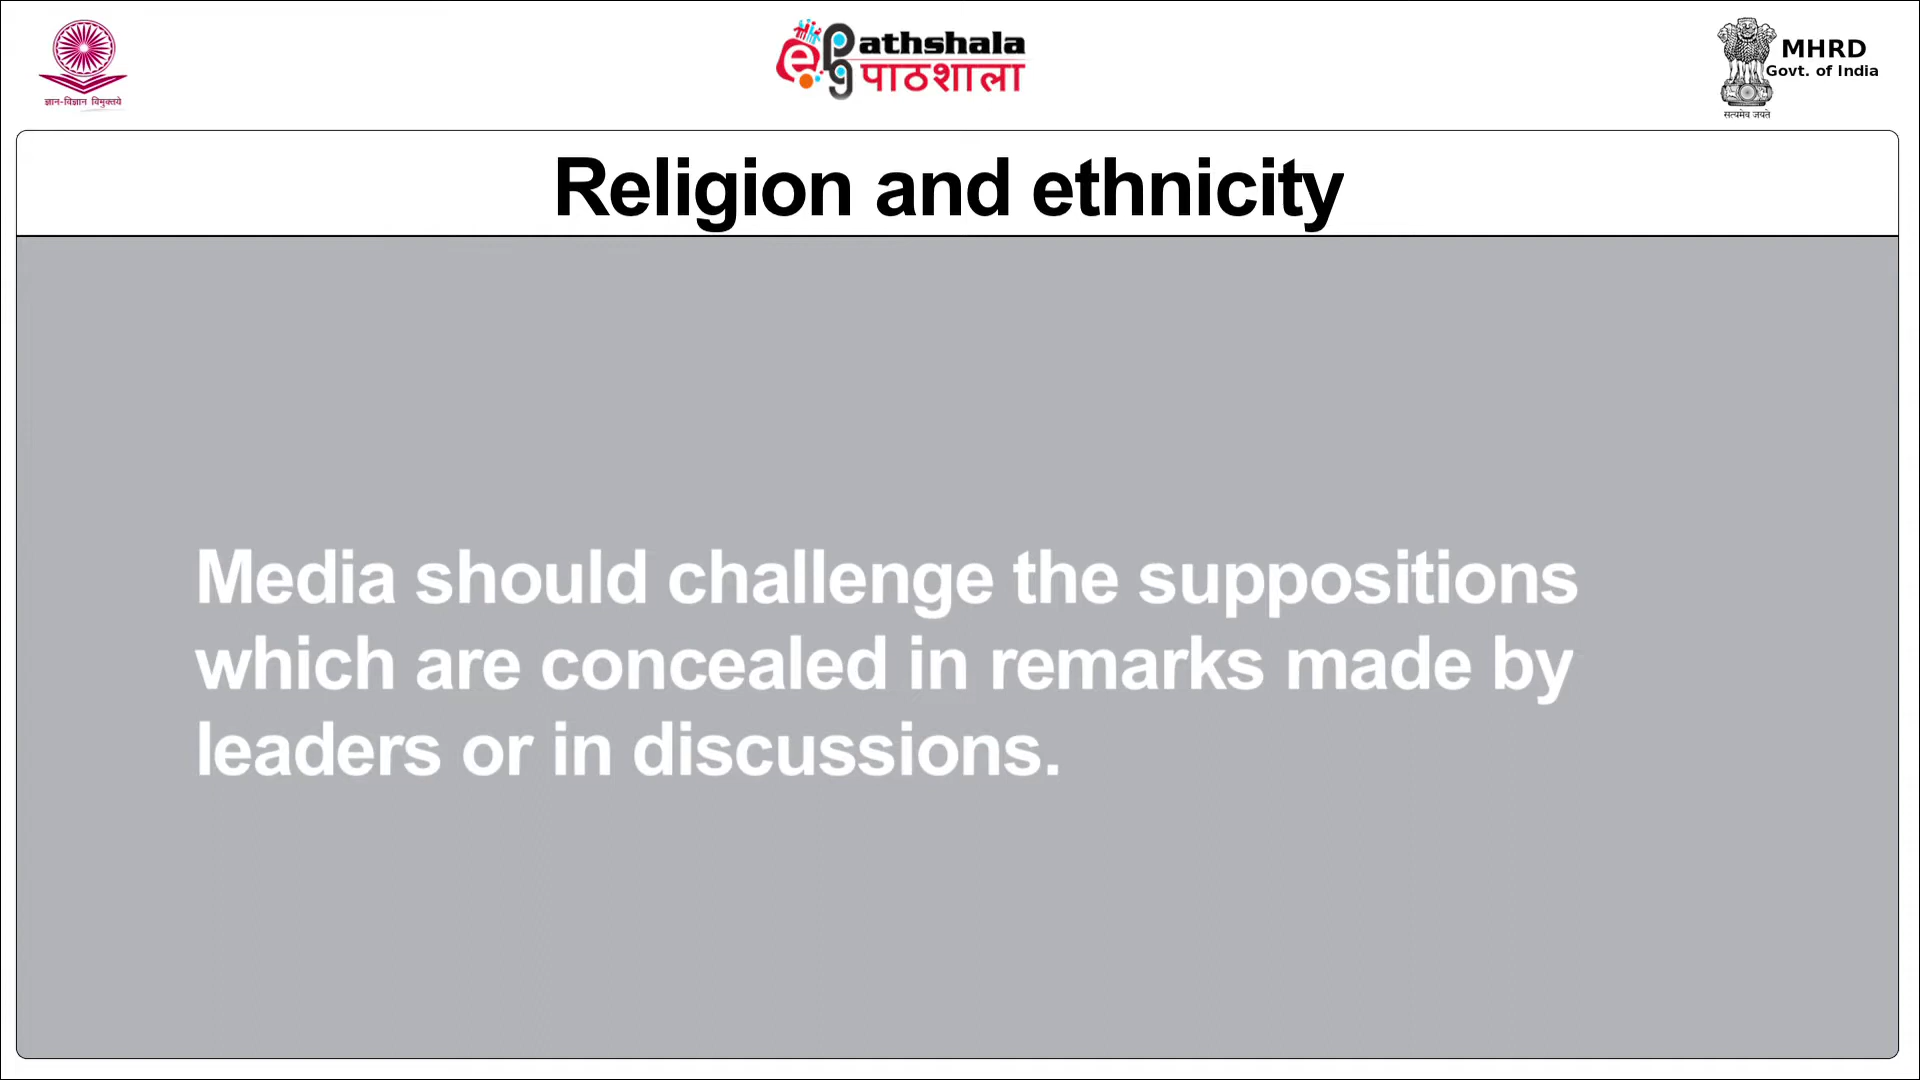 ज्ञान-विज्ञान विमुक्तये
ePG athshala
पाठशाला
MHRD
Govt. of India
सत्यमेव जयते
Religion and ethnicity
Media should challenge the suppositions
which are concealed in remarks made by
leaders or in discussions.